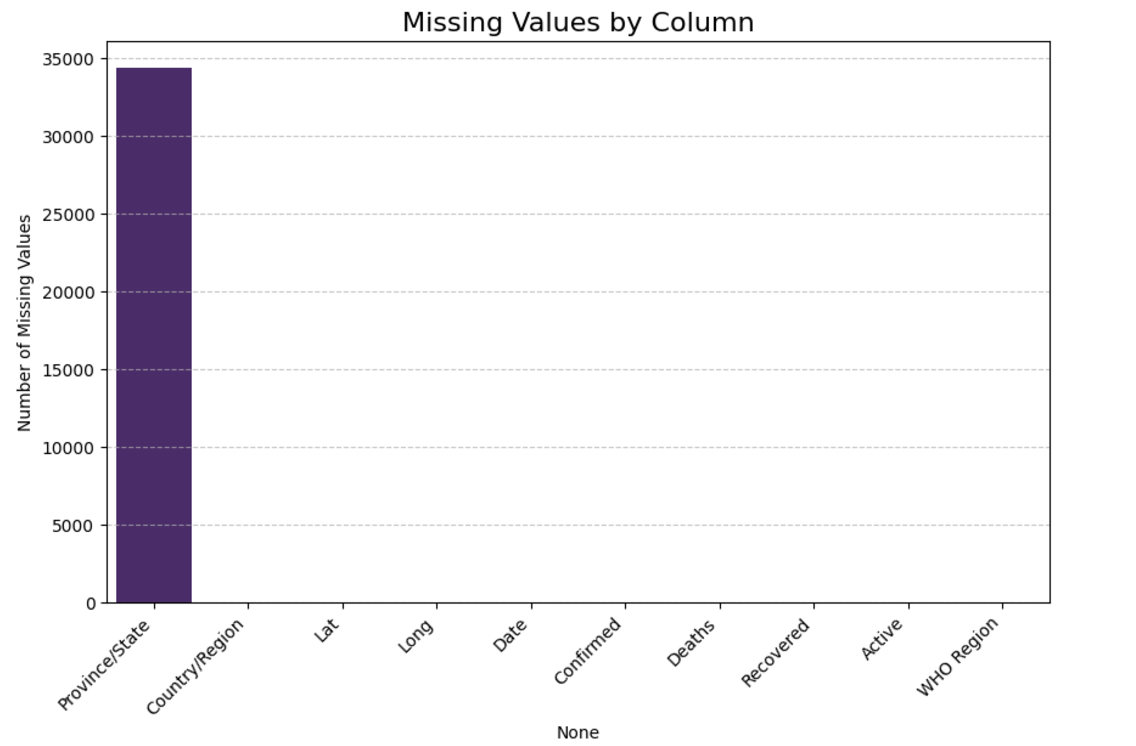 Missing Values by Column
Number of Missing Values
35000
30000
25000
20000
15000
10000
5000
0
Province/State
Country/Region
Lat
Long
Date
Confirmed
Deaths
Recovered
Active
WHO Region
None